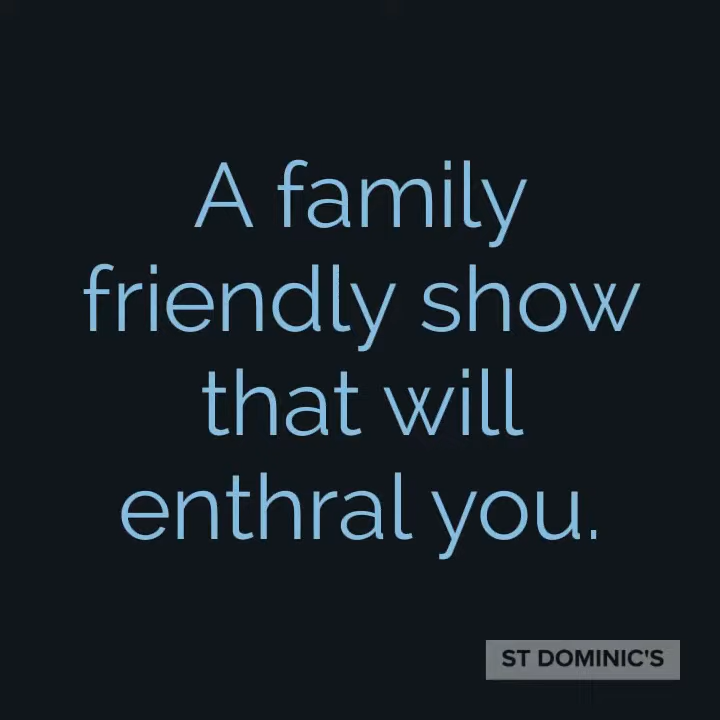 A family
friendly show
that will
enthral you.
ST DOMINIC'S